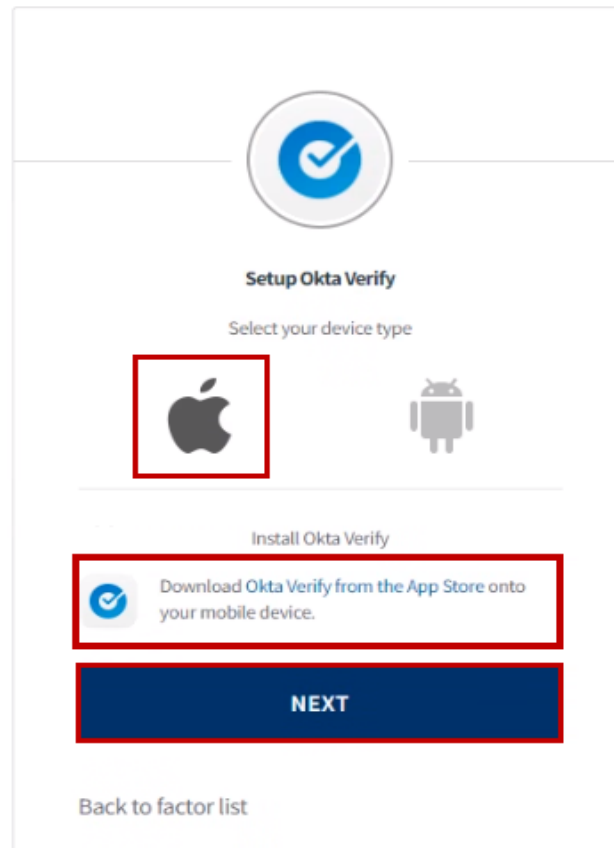 Setup Okta Verify
Select your device type
Install Okta Verify
Download Okta Verify from the App Store onto
your mobile device.
NEXT
Back to factor list